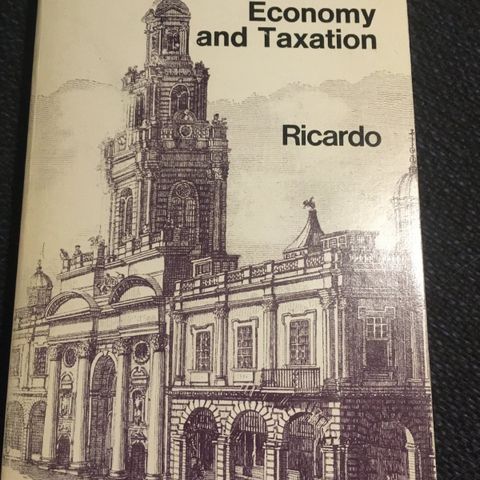 Economy
and Taxation
Ricardo